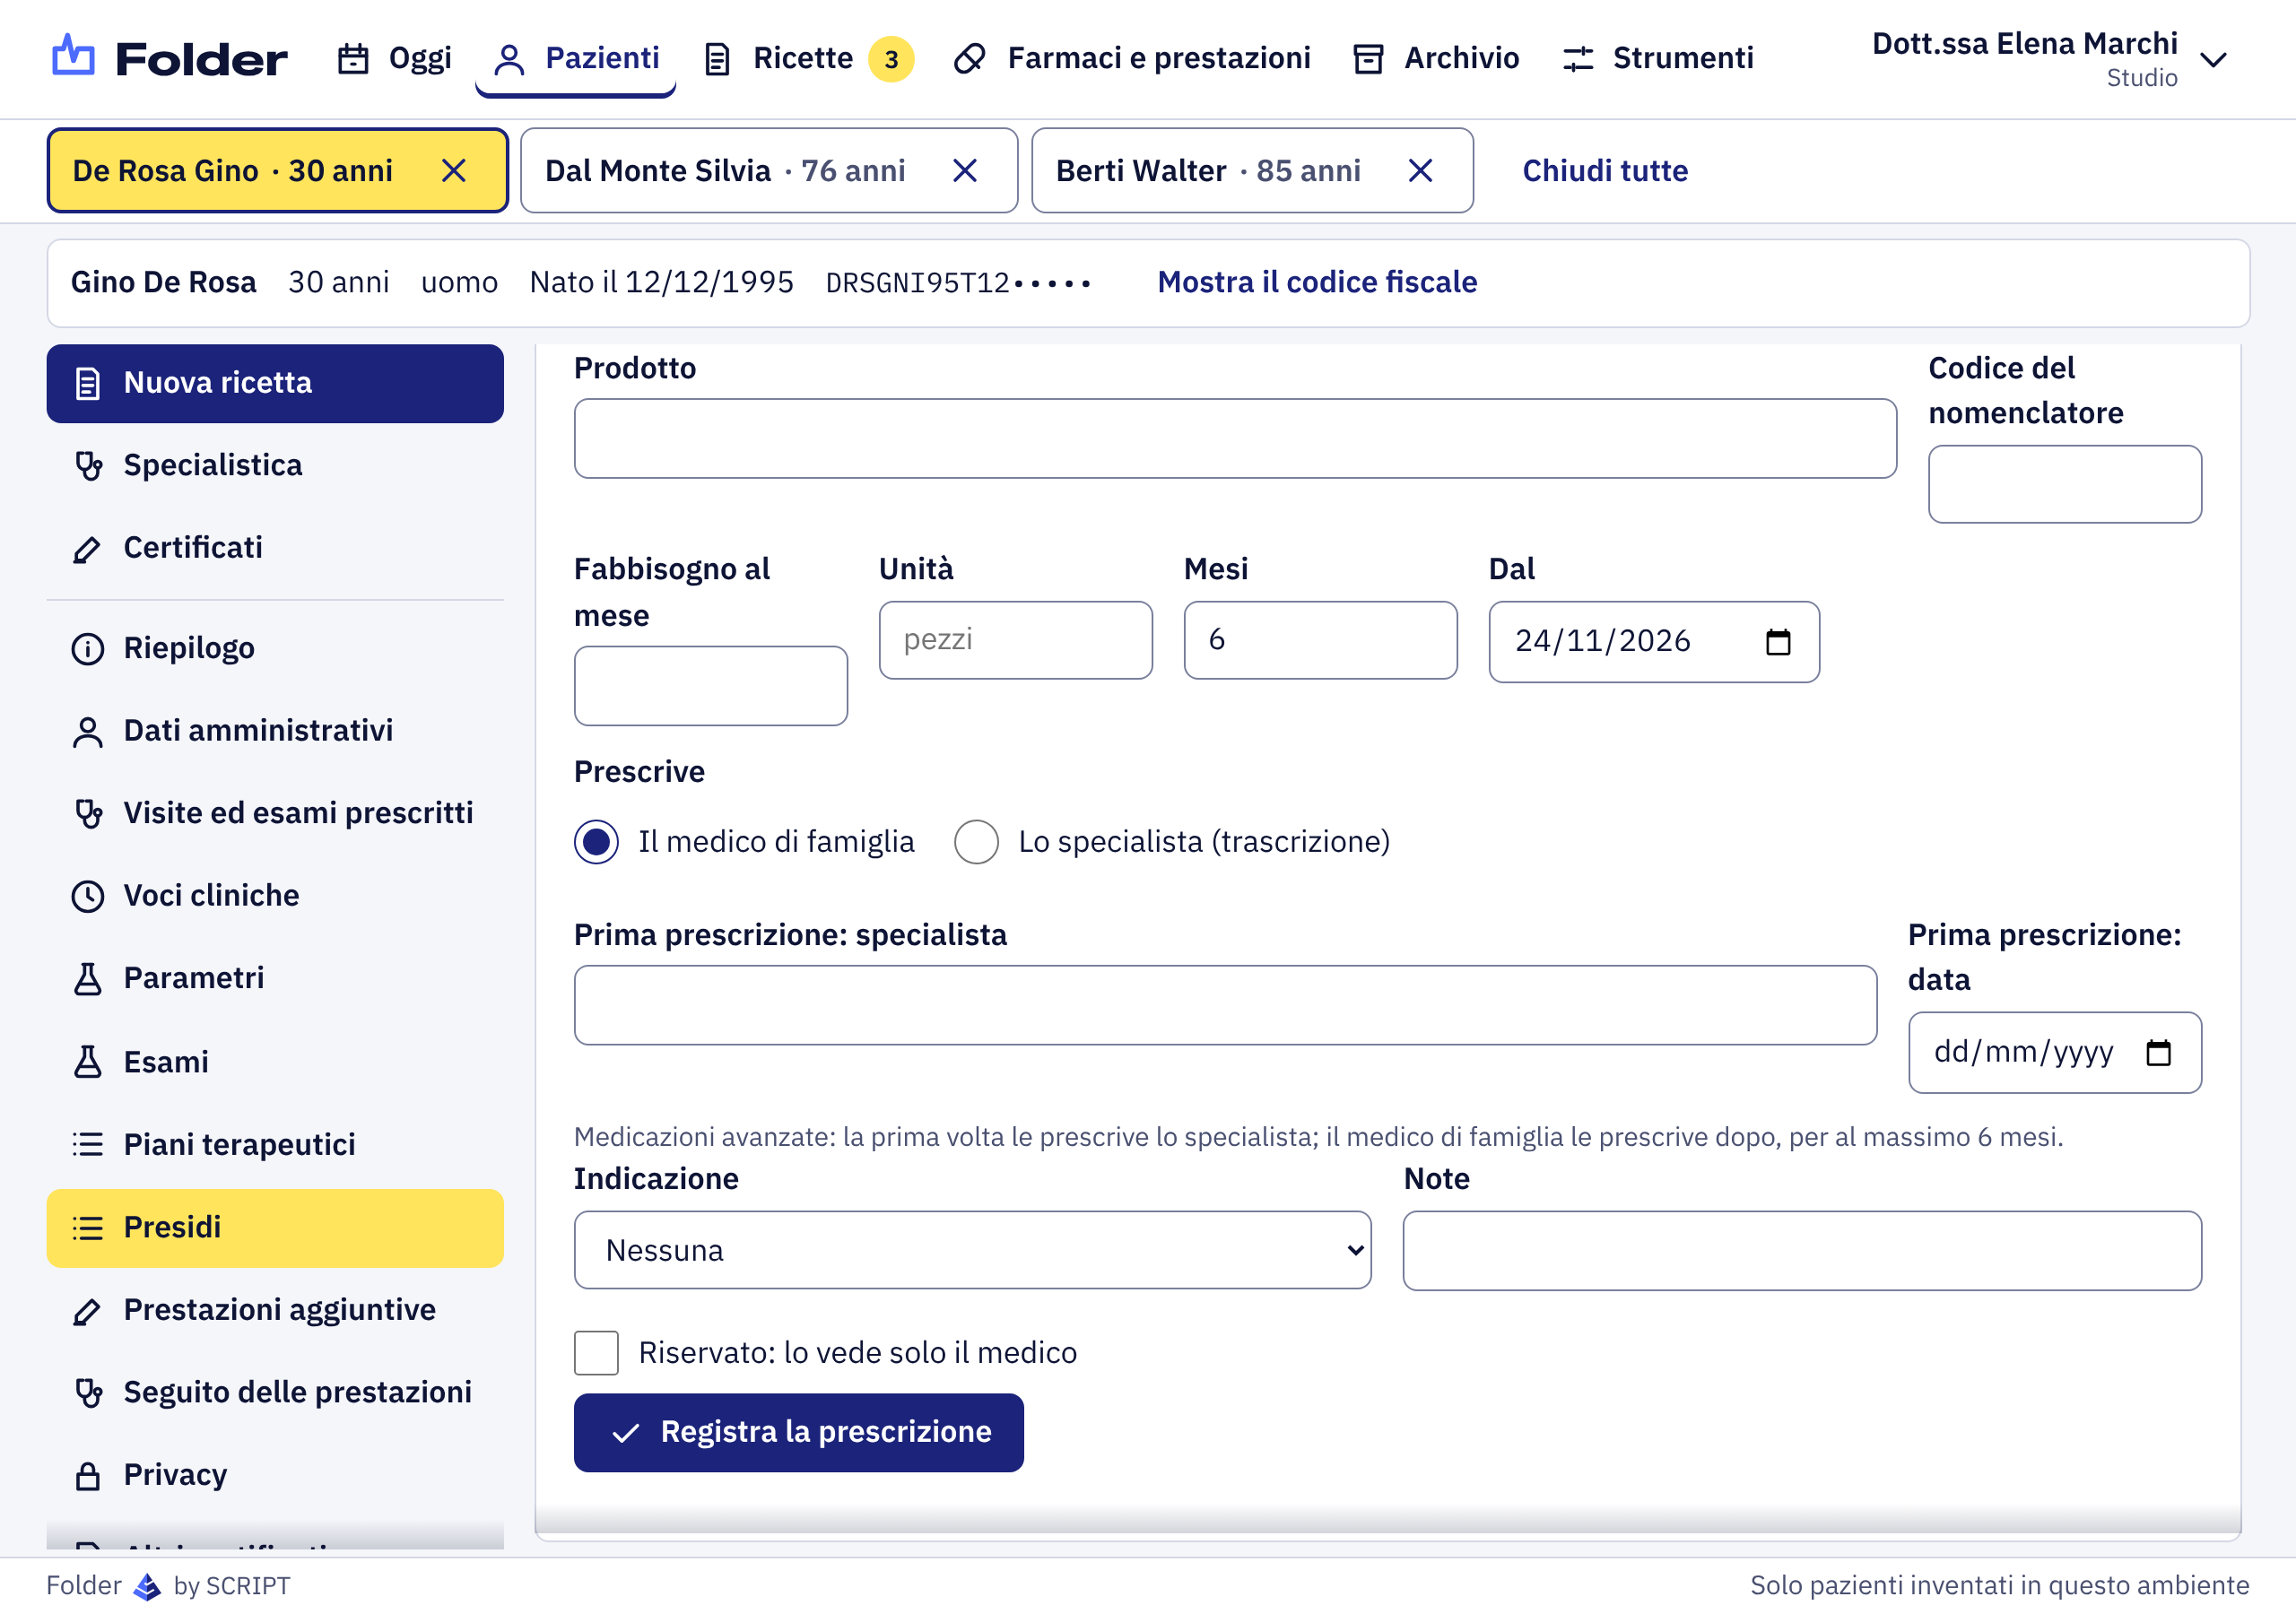 Folder
Oggi
Pazienti
Ricette 3
Farmaci e prestazioni
Archivio
Strumenti
Dott.ssa Elena Marchi
Studio
De Rosa Gino · 30 anni
Dal Monte Silvia · 76 anni
Berti Walter · 85 anni
Chiudi tutte
Gino De Rosa 30 anni uomo Nato il 12/12/1995 DRSGNI95T12••••• Mostra il codice fiscale
Nuova ricetta
Specialistica
Certificati
Riepilogo
Dati amministrativi
Visite ed esami prescritti
Voci cliniche
Parametri
Esami
Piani terapeutici
Presidi
Prestazioni aggiuntive
Seguito delle prestazioni
Privacy
Prodotto
Codice del
nomenclatore
Fabbisogno al
mese
Unità
pezzi
Mesi
6
Dal
24/11/2026
Prescrive
Il medico di famiglia
Lo specialista (trascrizione)
Prima prescrizione: specialista
Prima prescrizione:
data
dd/mm/yyyy
Medicazioni avanzate: la prima volta le prescrive lo specialista; il medico di famiglia le prescrive dopo, per al massimo 6 mesi.
Indicazione
Nessuna
Note
Riservato: lo vede solo il medico
Registra la prescrizione
Folder by SCRIPT
Solo pazienti inventati in questo ambiente